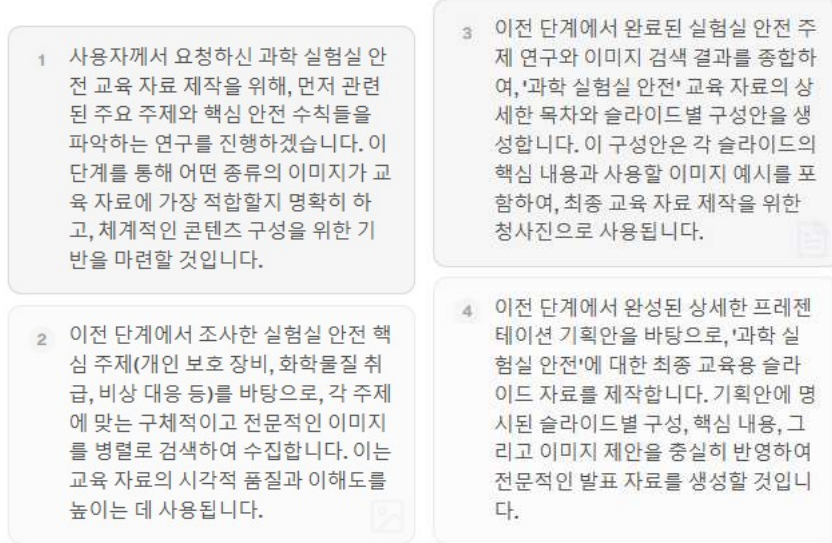 1
사용자께서 요청하신 과학 실험실 안
전 교육 자료 제작을 위해, 먼저 관련
된 주요 주제와 핵심 안전 수칙들을
파악하는 연구를 진행하겠습니다. 이
단계를 통해 어떤 종류의 이미지가 교
육 자료에 가장 적합할지 명확히 하
고, 체계적인 콘텐츠 구성을 위한 기
반을 마련할 것입니다.
2
이전 단계에서 조사한 실험실 안전 핵
심 주제(개인 보호 장비, 화학물질 취
급, 비상 대응 등)를 바탕으로, 각 주제
에 맞는 구체적이고 전문적인 이미지
를 병렬로 검색하여 수집합니다. 이는
교육 자료의 시각적 품질과 이해도를
높이는 데 사용됩니다.
3
이전 단계에서 완료된 실험실 안전 주
제 연구와 이미지 검색 결과를 종합하
여, '과학 실험실 안전' 교육 자료의 상
세한 목차와 슬라이드별 구성안을 생
성합니다. 이 구성안은 각 슬라이드의
핵심 내용과 사용할 이미지 예시를 포
함하여, 최종 교육 자료 제작을 위한
청사진으로 사용됩니다.
4
이전 단계에서 완성된 상세한 프레젠
테이션 기획안을 바탕으로, '과학 실
험실 안전'에 대한 최종 교육용 슬라
이드 자료를 제작합니다. 기획안에 명
시된 슬라이드별 구성, 핵심 내용, 그
리고 이미지 제안을 충실히 반영하여
전문적인 발표 자료를 생성할 것입니
다.